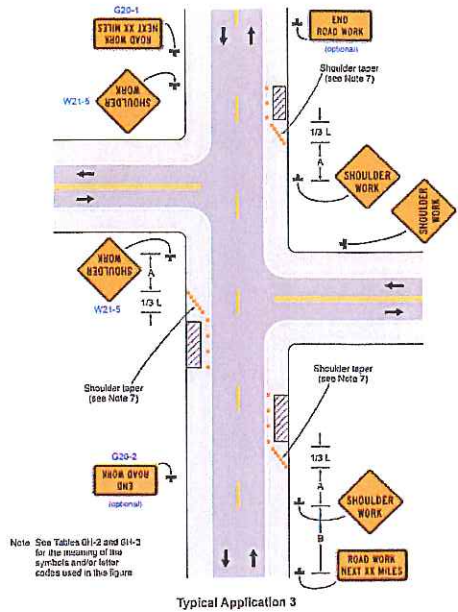 G20-1
ROAD WORK
NEXT XX MILES
END
ROAD WORK
(optional)
SHOULDER
WORK
W21-5
Shoulder taper
(see Note 7)
1/3 L
A
SHOULDER
WORK
SHOULDER
WORK
SHOULDER
WORK
W21-5
A
1/3 L
Shoulder taper
(see Note 7)
Shoulder taper
(see Note 7)
1/3 L
A
G20-2
END
ROAD WORK
(optional)
SHOULDER
WORK
B
Note: See Tables 6H-2 and 6H-3
for the meaning of the
symbols and/or letter
codes used in this figure
ROAD WORK
NEXT XX MILES
Typical Application 3